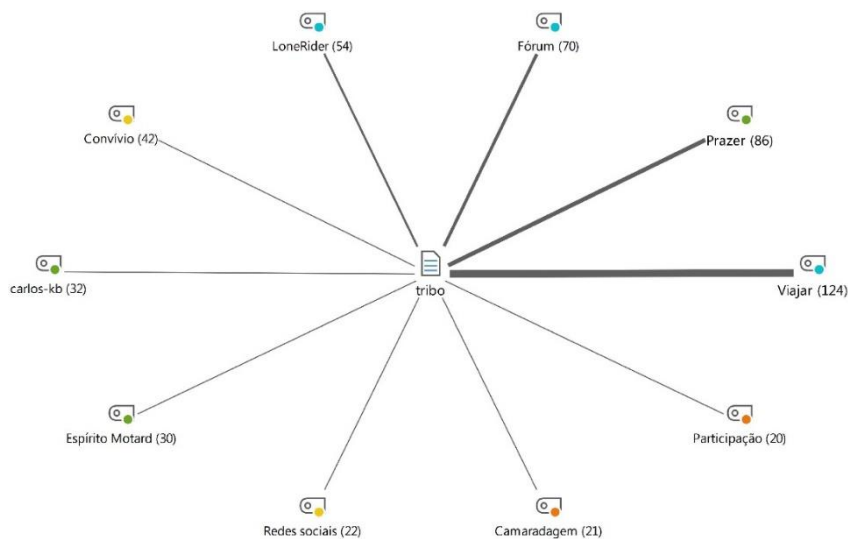 LoneRider (54)
Fórum (70)
Convívio (42)
Prazer (86)
carlos-kb (32)
tribo
Viajar (124)
Espírito Motard (30)
Participação (20)
Redes sociais (22)
Camaradagem (21)